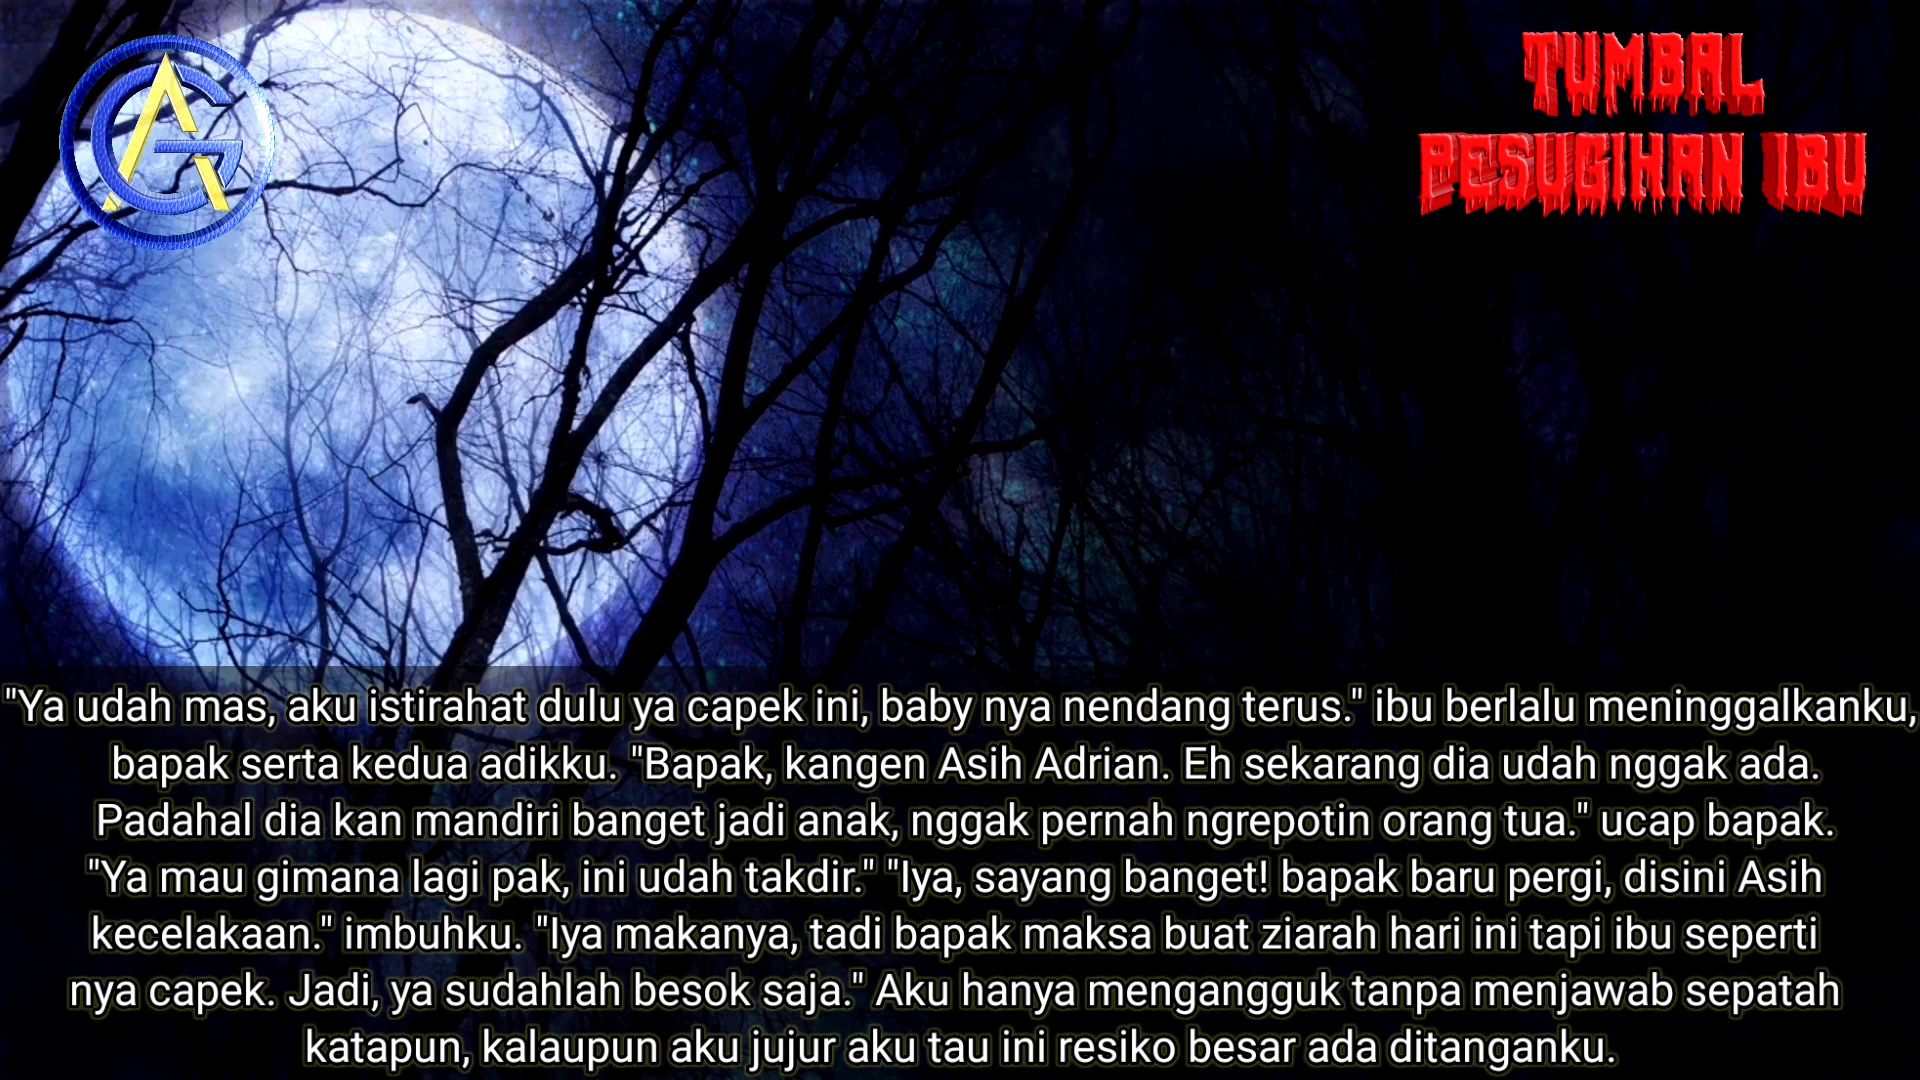 TUMBAL
PESUGIHAN IBU
"Ya udah mas, aku istirahat dulu ya capek ini, baby nya nendang terus." ibu berlalu meninggalkanku,
bapak serta kedua adikku. "Bapak, kangen Asih Adrian. Eh sekarang dia udah nggak ada.
Padahal dia kan mandiri banget jadi anak, nggak pernah ngrepotin orang tua." ucap bapak.
"Ya mau gimana lagi pak, ini udah takdir." "Iya, sayang banget! bapak baru pergi, disini Asih
kecelakaan." imbuhku. "Iya makanya, tadi bapak maksa buat ziarah hari ini tapi ibu seperti
nya capek. Jadi, ya sudahlah besok saja." Aku hanya mengangguk tanpa menjawab sepatah
katapun, kalaupun aku jujur aku tau ini resiko besar ada ditanganku.